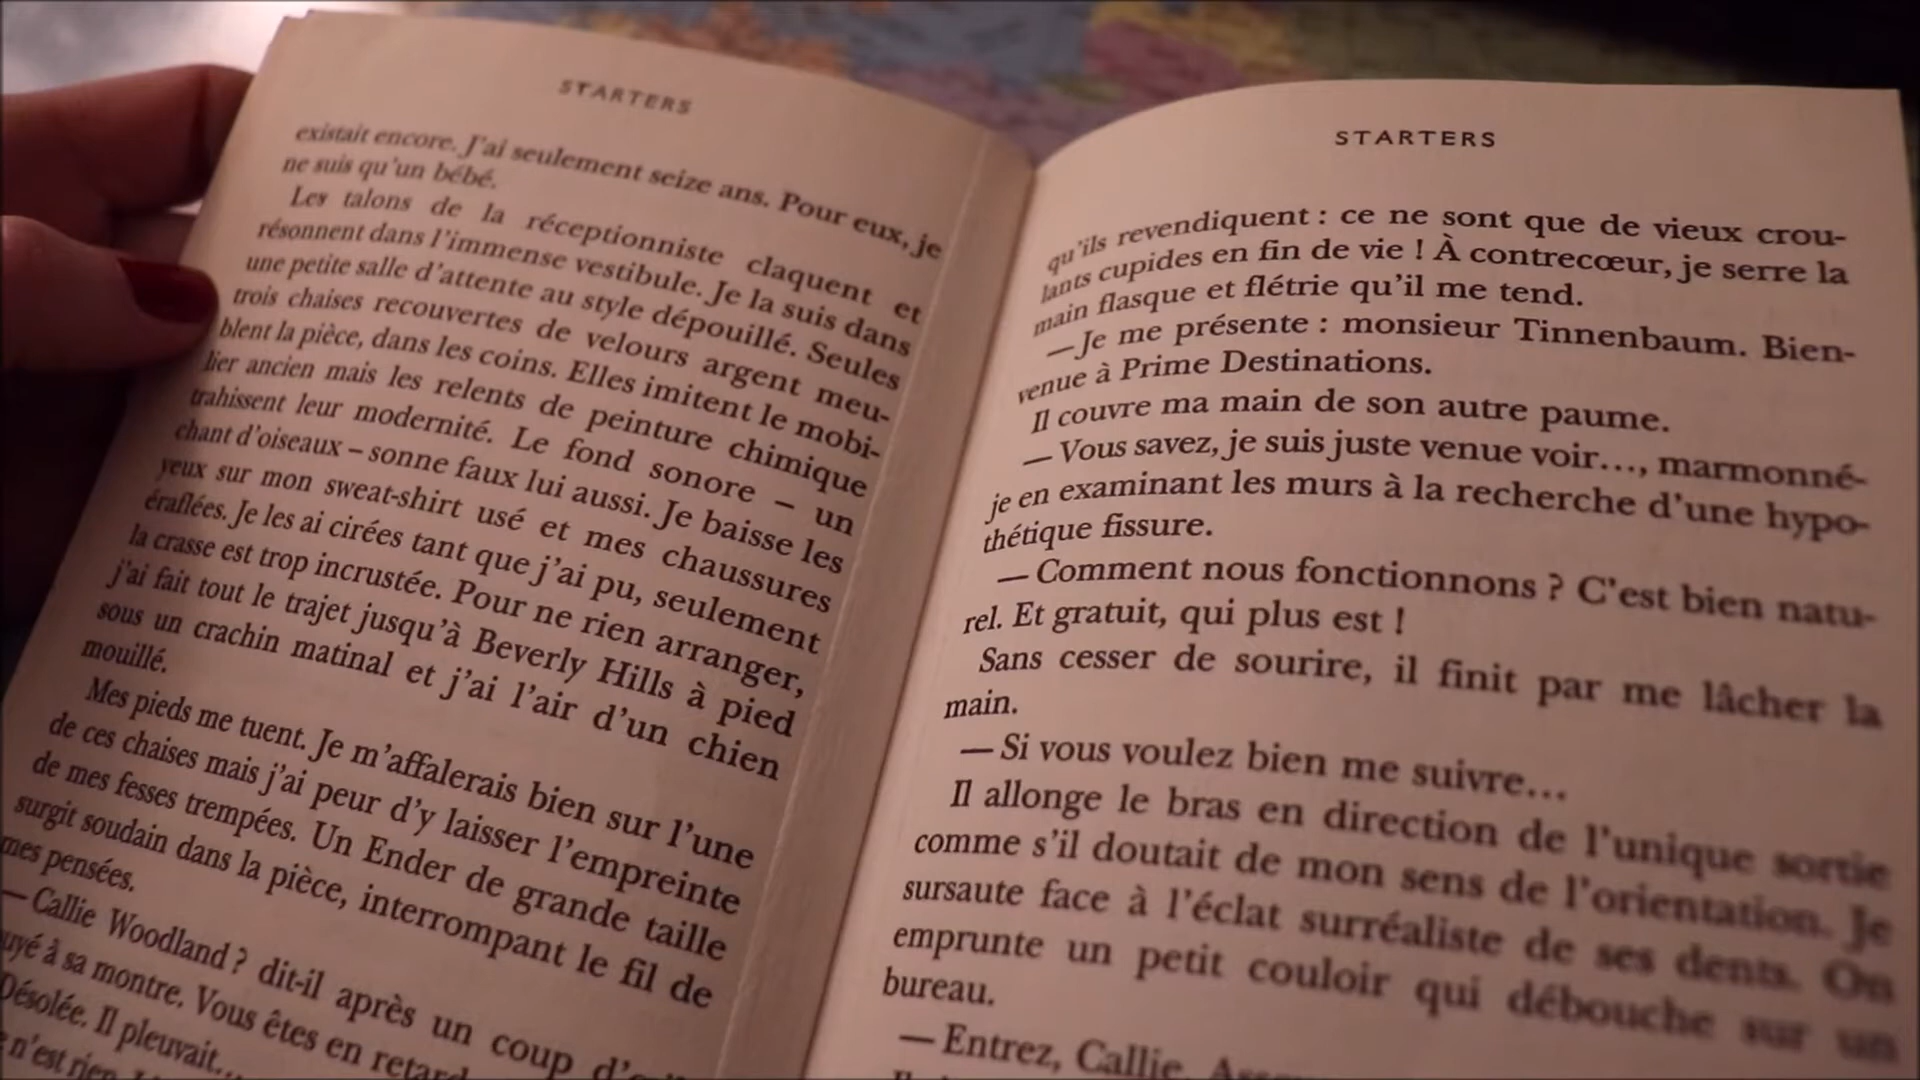 STARTERS
existait encore. J'ai seulement seize ans. Pour eux, je
ne suis qu'un bébé.
Les talons de la réceptionniste claquent et
résonnent dans l'immense vestibule. Je la suis dans
une petite salle d'attente au style dépouillé. Seules
trois chaises recouvertes de velours argent meu-
blent la pièce, dans les coins. Elles imitent le mobi-
lier ancien mais les relents de peinture chimique
trahissent leur modernité. Le fond sonore – un
chant d'oiseaux – sonne faux lui aussi. Je baisse les
yeux sur mon sweat-shirt usé et mes chaussures
éraflées. Je les ai cirées tant que j'ai pu, seulement
la crasse est trop incrustée. Pour ne rien arranger,
j'ai fait tout le trajet jusqu'à Beverly Hills à pied
sous un crachin matinal et j'ai l'air d'un chien
mouillé.
Mes pieds me tuent. Je m'affalerais bien sur l'une
de ces chaises mais j'ai peur d'y laisser l'empreinte
de mes fesses trempées. Un Ender de grande taille
surgit soudain dans la pièce, interrompant le fil de
mes pensées.
— Callie Woodland ? dit-il après un coup
uyé à sa montre. Vous êtes en retard
Désolée. Il pleuvait...
n'est rien.
STARTERS
qu'ils revendiquent : ce ne sont que de vieux crou-
lants cupides en fin de vie ! À contrecœur, je serre la
main flasque et flétrie qu'il me tend.
— Je me présente : monsieur Tinnenbaum. Bien-
venue à Prime Destinations.
Il couvre ma main de son autre paume.
— Vous savez, je suis juste venue voir..., marmonné-
je en examinant les murs à la recherche d'une hypo-
thétique fissure.
— Comment nous fonctionnons ? C'est bien natu-
rel. Et gratuit, qui plus est !
Sans cesser de sourire, il finit par me lâcher la
main.
— Si vous voulez bien me suivre...
Il allonge le bras en direction de l'unique sortie
comme s'il doutait de mon sens de l'orientation. Je
sursaute face à l'éclat surréaliste de ses dents. On
emprunte un petit couloir qui débouche sur un
bureau.
— Entrez, Callie.